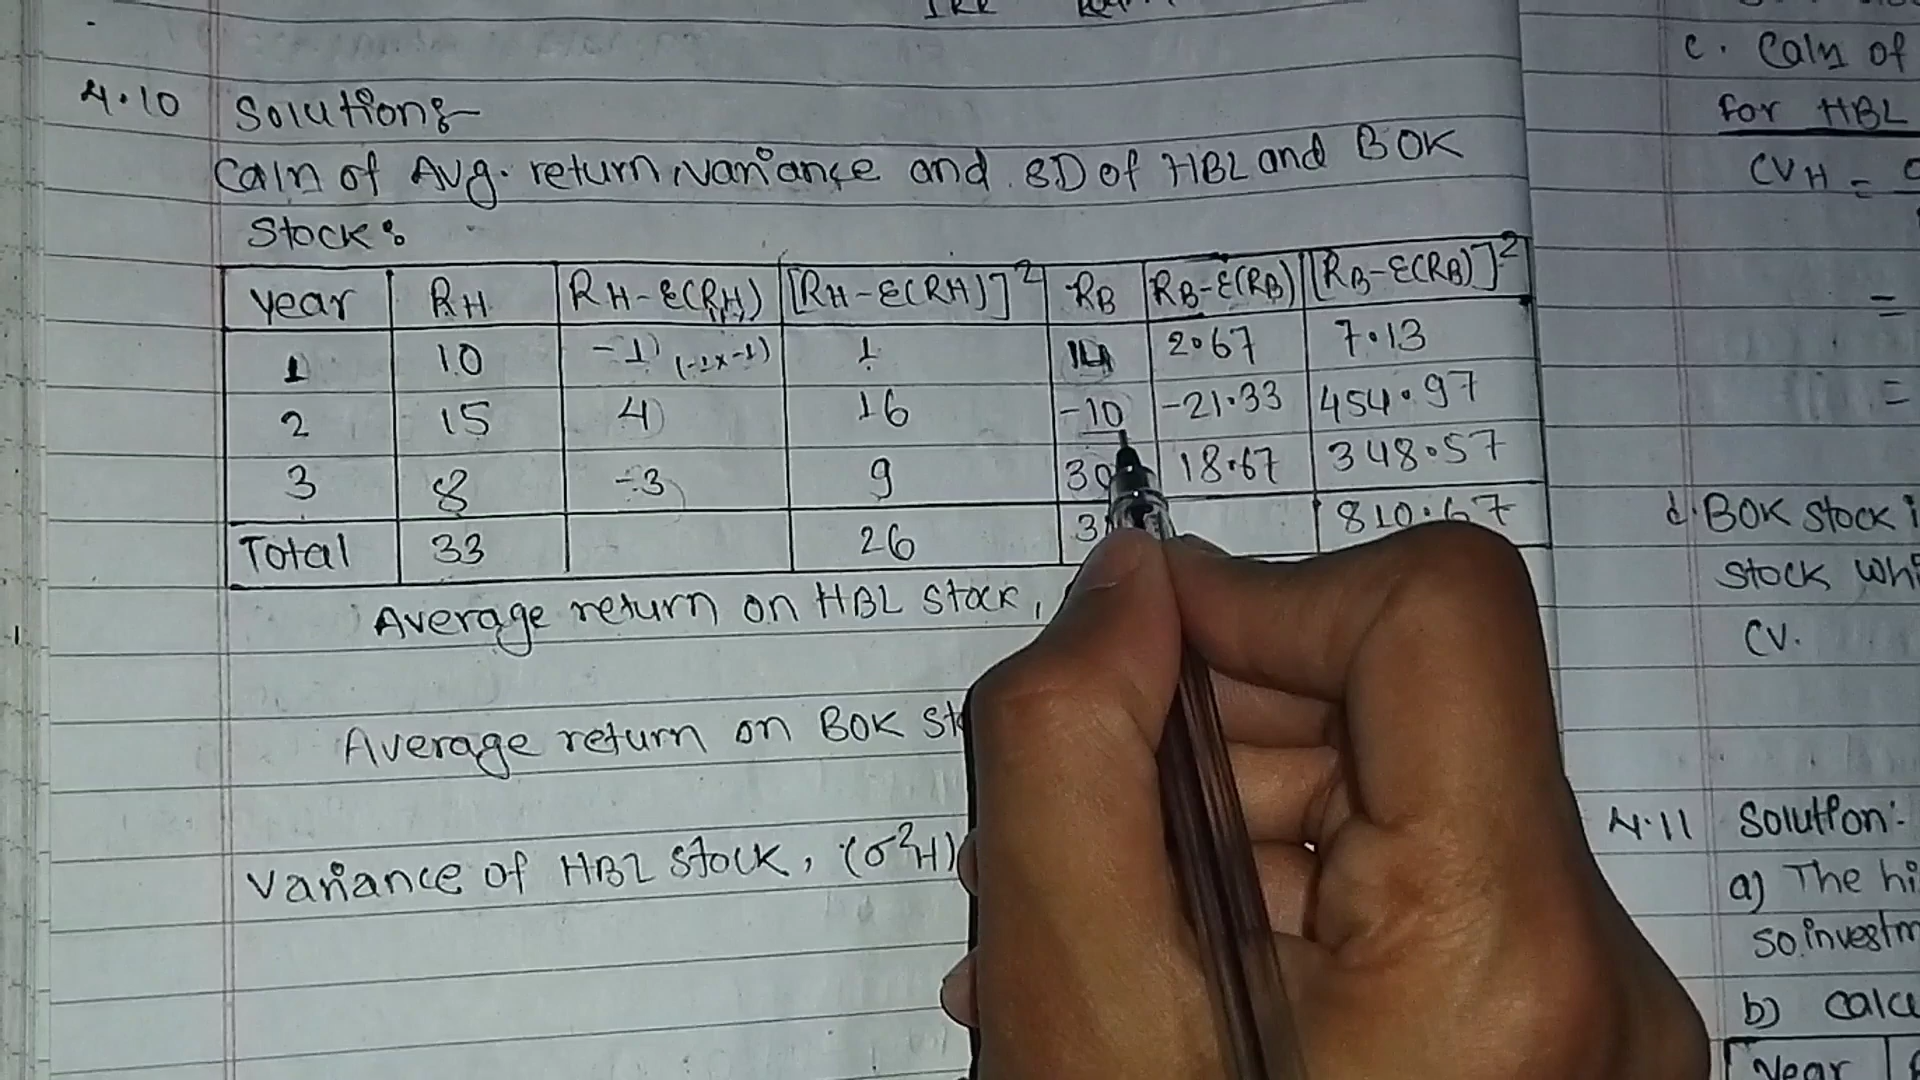 4.10 Solution:-
Caln of Avg. return, variance and SD of HBL and BOK
Stock:
year RH RH-E(RH) [RH-E(RH)]² RB RB-E(RB) [RB-E(RB)]²
1 10 -1 (-1x-1) 1 14 2.67 7.13
2 15 4 16 -10 -21.33 454.97
3 8 -3 9 30 18.67 348.57
Total 33 26 810.67
Average return on HBL Stock,
Average return on BOK
Variance of HBL Stock, (σ²H)
c. Caln of
for HBL
CVH =
=
=
d. BOK Stock
Stock
CV.
4.11 Solution:-
a) The
So investm
b) calcu
Year